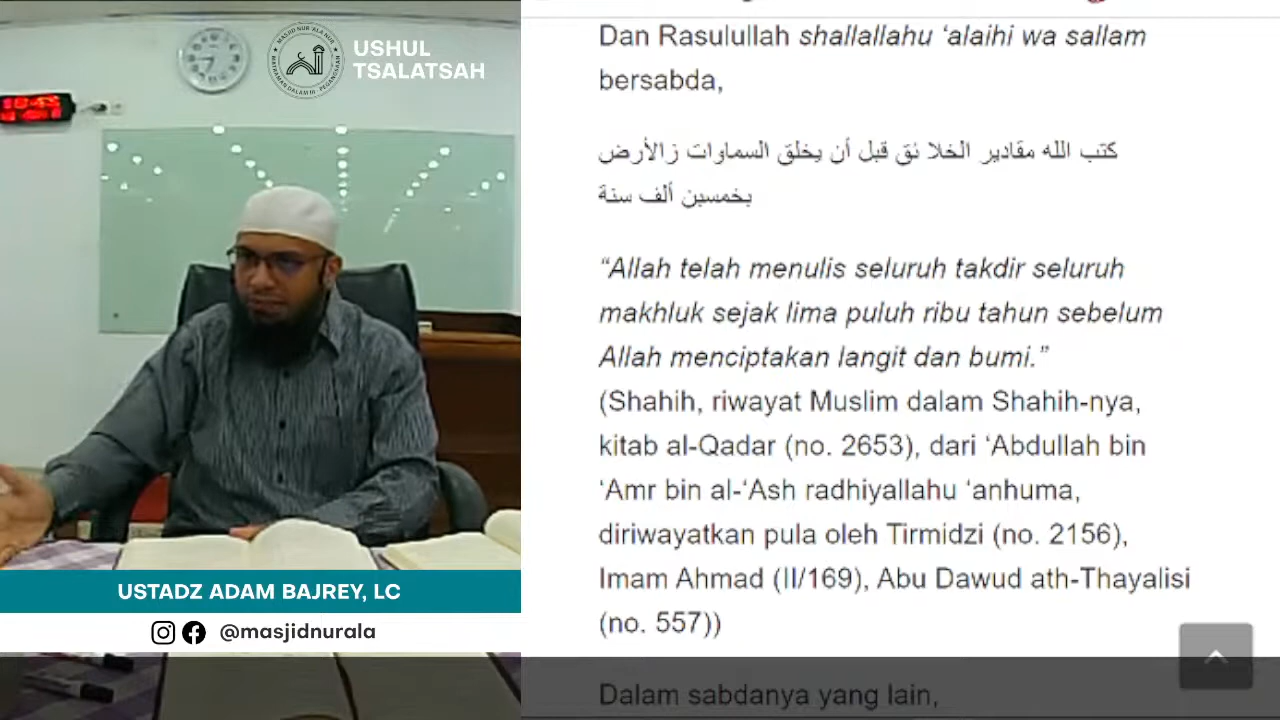 USHUL
TSALATSAH
USTADZ ADAM BAJREY, LC
@masjidnurala
Dan Rasulullah shallallahu ‘alaihi wa sallam
bersabda,
كتب الله مقادير الخلا ئق قبل أن يخلق السماوات زالأرض
بخمسين ألف سنة
“Allah telah menulis seluruh takdir seluruh
makhluk sejak lima puluh ribu tahun sebelum
Allah menciptakan langit dan bumi.”
(Shahih, riwayat Muslim dalam Shahih-nya,
kitab al-Qadar (no. 2653), dari ‘Abdullah bin
‘Amr bin al-‘Ash radhiyallahu ‘anhuma,
diriwayatkan pula oleh Tirmidzi (no. 2156),
Imam Ahmad (II/169), Abu Dawud ath-Thayalisi
(no. 557))
Dalam sabdanya yang lain,